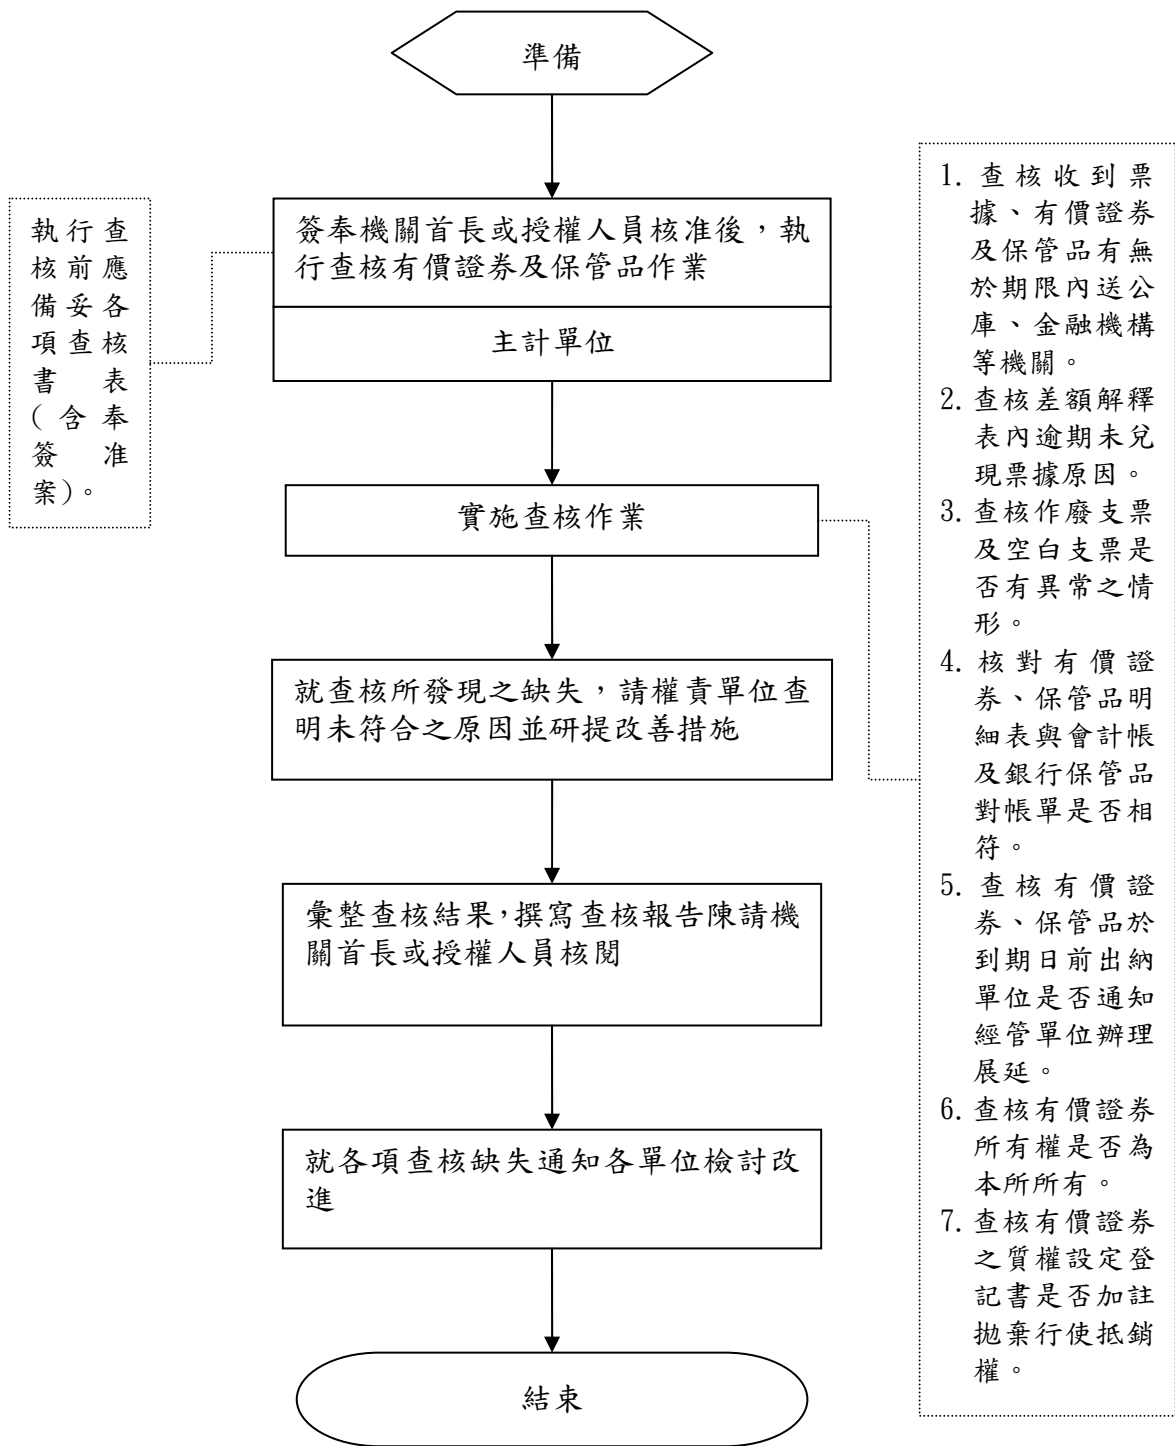 準備
執行查
核前應
備妥各
項查核
書表
(含奉
簽准
案)。
簽奉機關首長或授權人員核准後，執
行查核有價證券及保管品作業
主計單位
實施查核作業
就查核所發現之缺失，請權責單位查
明未符合之原因並研提改善措施
彙整查核結果，撰寫查核報告陳請機
關首長或授權人員核閱
就各項查核缺失通知各單位檢討改
進
結束
1. 查核收到票
據、有價證券
及保管品有無
於期限內送公
庫、金融機構
等機關。
2. 查核差額解釋
表內逾期未兌
現票據原因。
3. 查核作廢支票
及空白支票是
否有異常之情
形。
4. 核對有價證
券、保管品明
細表與會計帳
及銀行保管品
對帳單是否相
符。
5. 查核有價證
券、保管品於
到期日前出納
單位是否通知
經管單位辦理
展延。
6. 查核有價證券
所有權是否為
本所所有。
7. 查核有價證券
之質權設定登
記書是否加註
拋棄行使抵銷
權。